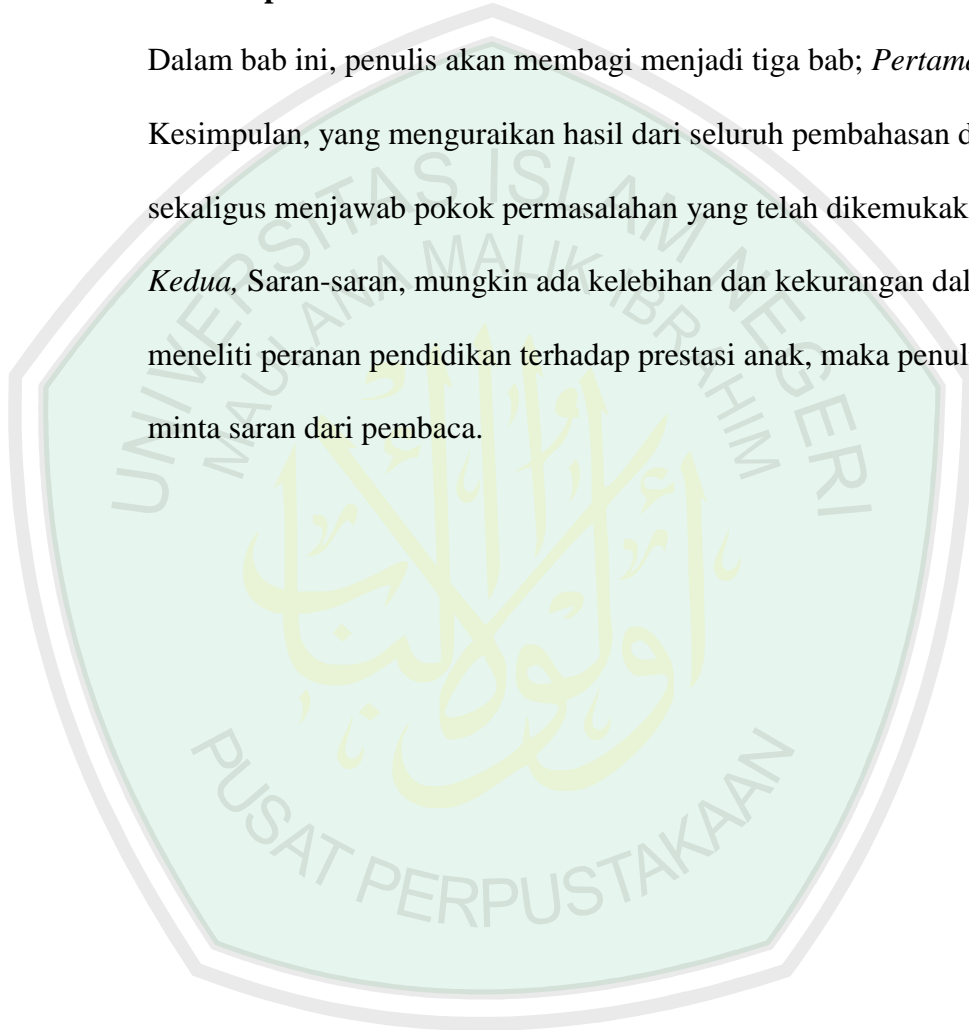 Dalam bab ini, penulis akan membagi menjadi tiga bab; Pertama
Kesimpulan, yang menguraikan hasil dari seluruh pembahasan d
sekaligus menjawab pokok permasalahan yang telah dikemukak
Kedua, Saran-saran, mungkin ada kelebihan dan kekurangan dal
meneliti peranan pendidikan terhadap prestasi anak, maka penul
minta saran dari pembaca.
UNIVERSITAS ISLAM NEGERI
MAULANA MALIK IBRAHIM
PUSAT PERPUSTAKAAN